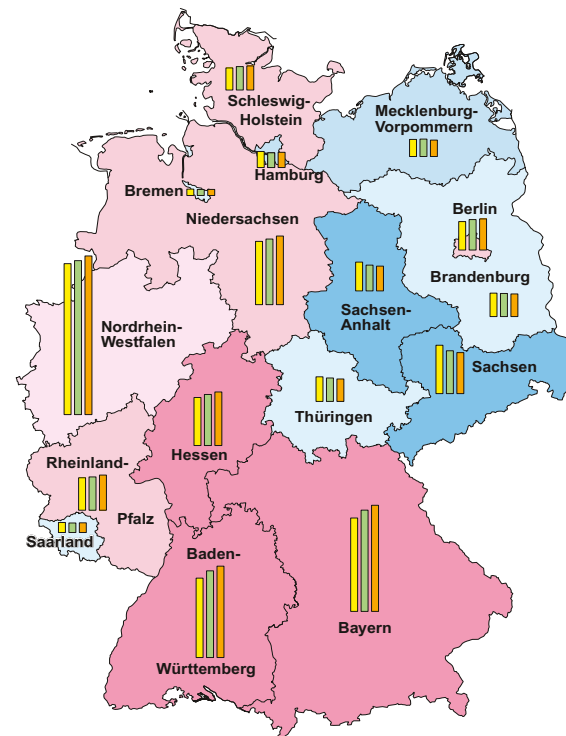 Schleswig-
Holstein
Mecklenburg-
Vorpommern
Hamburg
Bremen
Niedersachsen
Berlin
Brandenburg
Sachsen-
Anhalt
Nordrhein-
Westfalen
Sachsen
Thüringen
Hessen
Rheinland-
Pfalz
Saarland
Baden-
Württemberg
Bayern